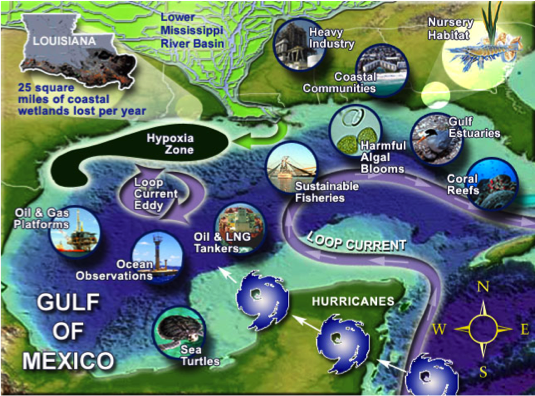 LOUISIANA
25 square
miles of coastal
wetlands lost per year
Lower
Mississippi
River Basin
Heavy
Industry
Nursery
Habitat
Coastal
Communities
Hypoxia
Zone
Harmful
Algal
Blooms
Gulf
Estuaries
Coral
Reefs
Sustainable
Fisheries
Loop
Current
Eddy
Oil & Gas
Platforms
Oil & LNG
Tankers
LOOP CURRENT
Ocean
Observations
GULF
OF
MEXICO
HURRICANES
Sea
Turtles
N
W
E
S